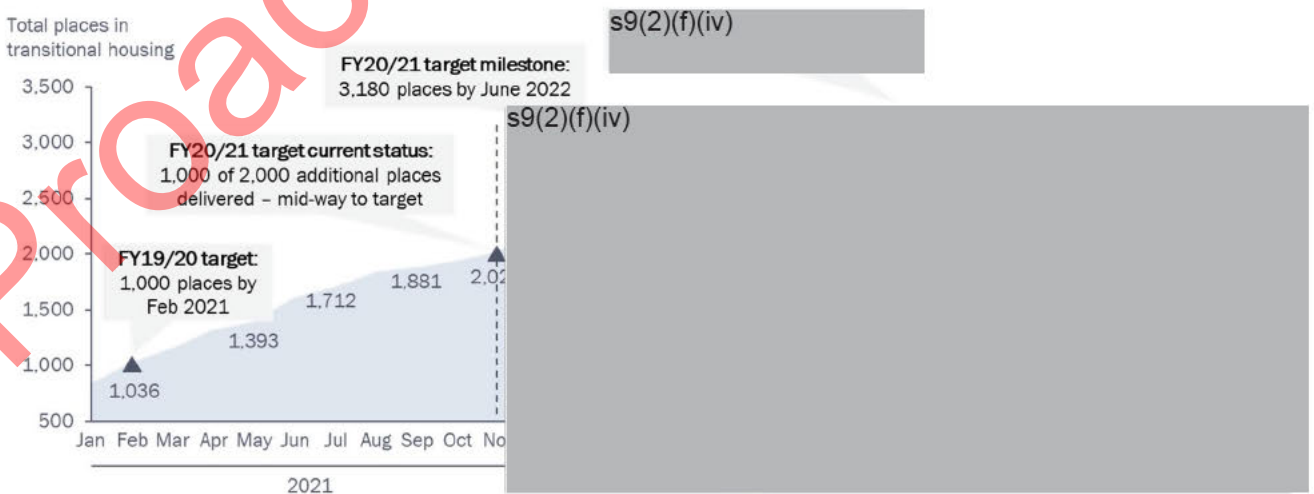 Total places in
transitional housing
s9(2)(f)(iv)
FY20/21 target milestone:
3,180 places by June 2022
s9(2)(f)(iv)
FY20/21 target current status:
1,000 of 2,000 additional places
delivered – mid-way to target
FY19/20 target:
1,000 places by
Feb 2021
3,500
3,000
2,500
2,000
1,500
1,000
500
1,036
1,393
1,712
1,881
2,02
Jan Feb Mar Apr May Jun Jul Aug Sep Oct No
2021
Proac